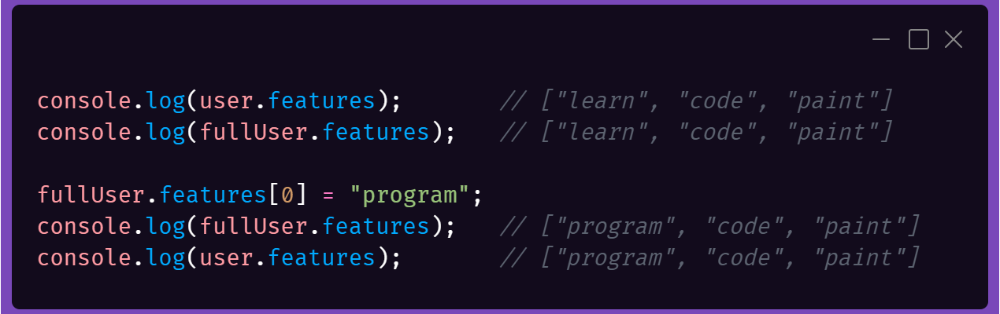 console.log(user.features);       // ["learn", "code", "paint"]
console.log(fullUser.features);   // ["learn", "code", "paint"]
fullUser.features[0] = "program";
console.log(fullUser.features);   // ["program", "code", "paint"]
console.log(user.features);       // ["program", "code", "paint"]